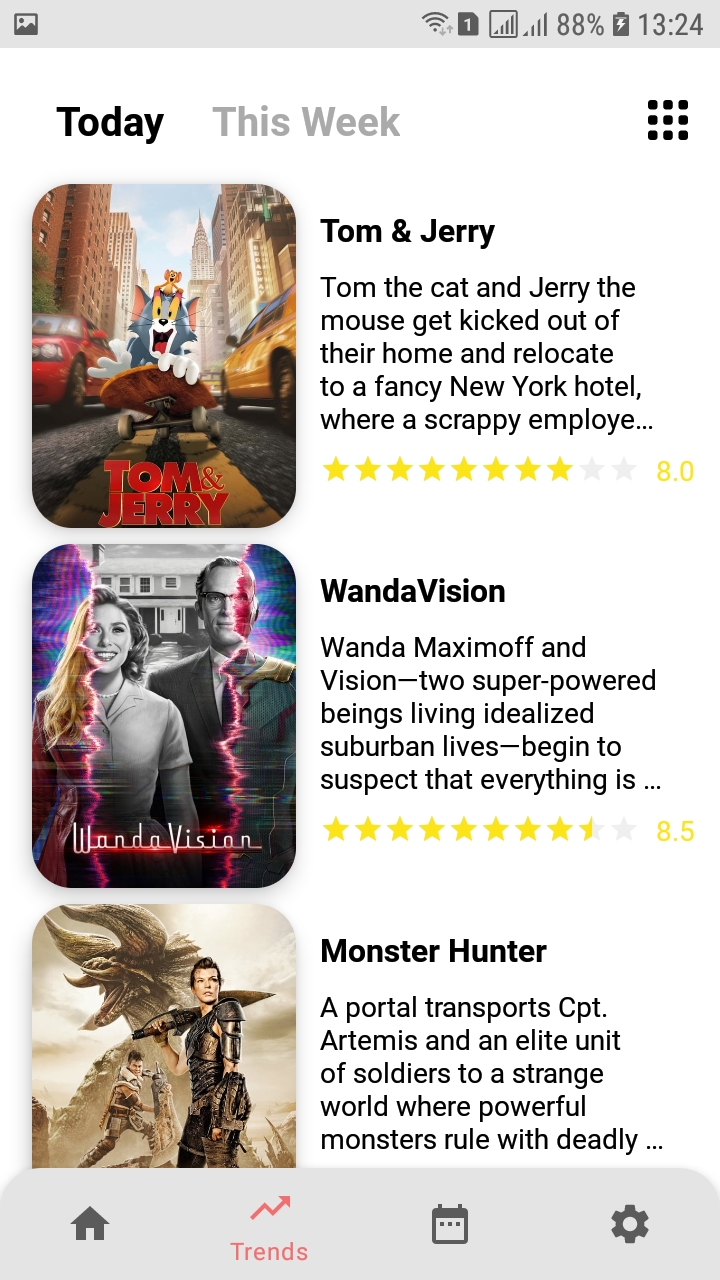 1 88% 13:24
Today This Week
Tom & Jerry
Tom the cat and Jerry the
mouse get kicked out of
their home and relocate
to a fancy New York hotel,
where a scrappy employe...
8.0
TOM&
JERRY
WandaVision
Wanda Maximoff and
Vision—two super-powered
beings living idealized
suburban lives—begin to
suspect that everything is ...
8.5
WandaVision
Monster Hunter
A portal transports Cpt.
Artemis and an elite unit
of soldiers to a strange
world where powerful
monsters rule with deadly ...
Trends